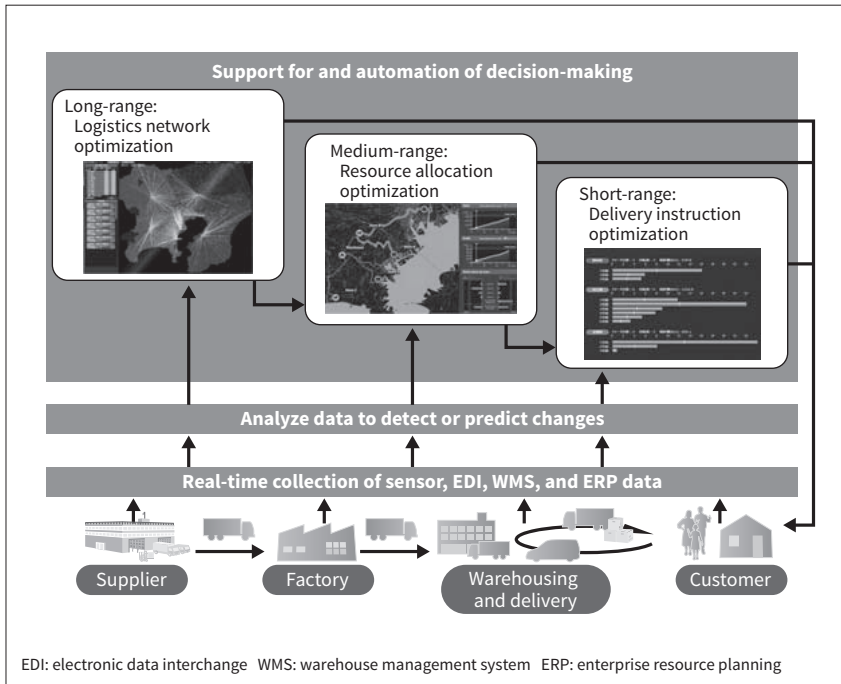 Support for and automation of decision-making
Long-range:
Logistics network
optimization
Medium-range:
Resource allocation
optimization
Short-range:
Delivery instruction
optimization
Analyze data to detect or predict changes
Real-time collection of sensor, EDI, WMS, and ERP data
Supplier
Factory
Warehousing
and delivery
Customer
EDI: electronic data interchange WMS: warehouse management system ERP: enterprise resource planning